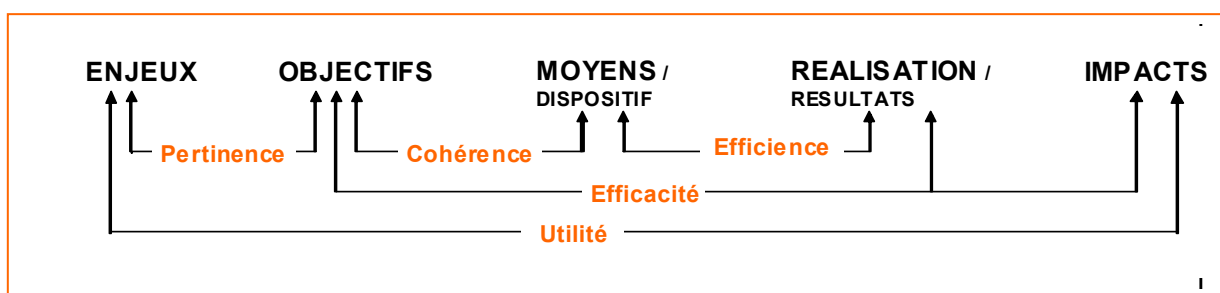 ENJEUX OBJECTIFS MOYENS / REALISATION / IMPACTS
DISPOSITIF RESULTATS
Pertinence Cohérence Efficience
Efficacité
Utilité